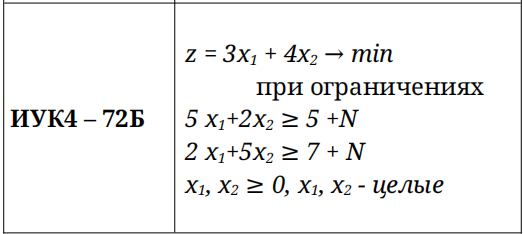 z = 3x₁ + 4x₂ → min
при ограничениях
ИУК4 – 72Б
5 x₁+2x₂ ≥ 5 +N
2 x₁+5x₂ ≥ 7 + N
x₁, x₂ ≥ 0, x₁, x₂ - целые